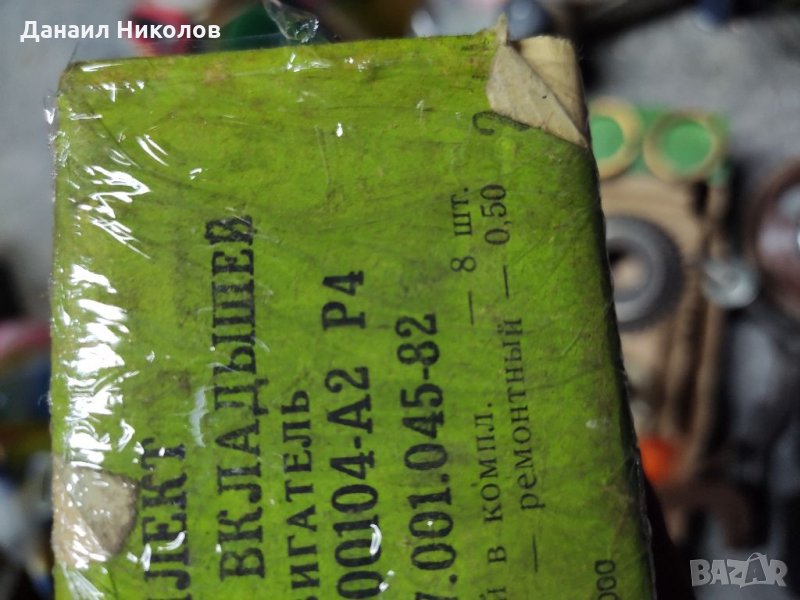 Данаил Николов
ЛЕКТ
ВКЛАДЫШЕЙ
ВИГАТЕЛЬ
00104-А2 Р4
7.001.045-82
Й В КОМПЛ. — 8 шт.
— ремонтный — 0,50
000
BAZAR